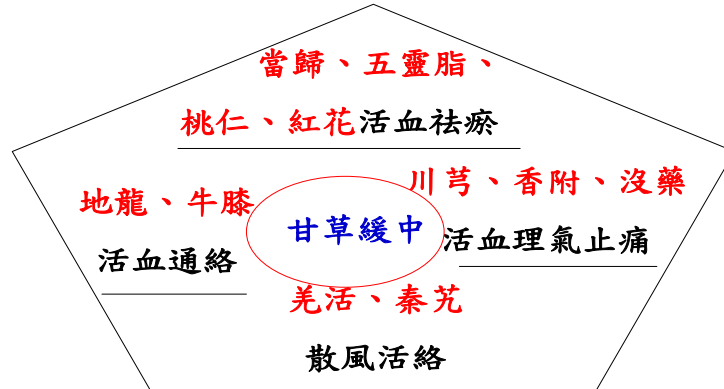 當歸、五靈脂、
桃仁、紅花活血祛瘀
川芎、香附、沒藥
活血理氣止痛
地龍、牛膝
活血通絡
甘草緩中
羌活、秦艽
散風活絡